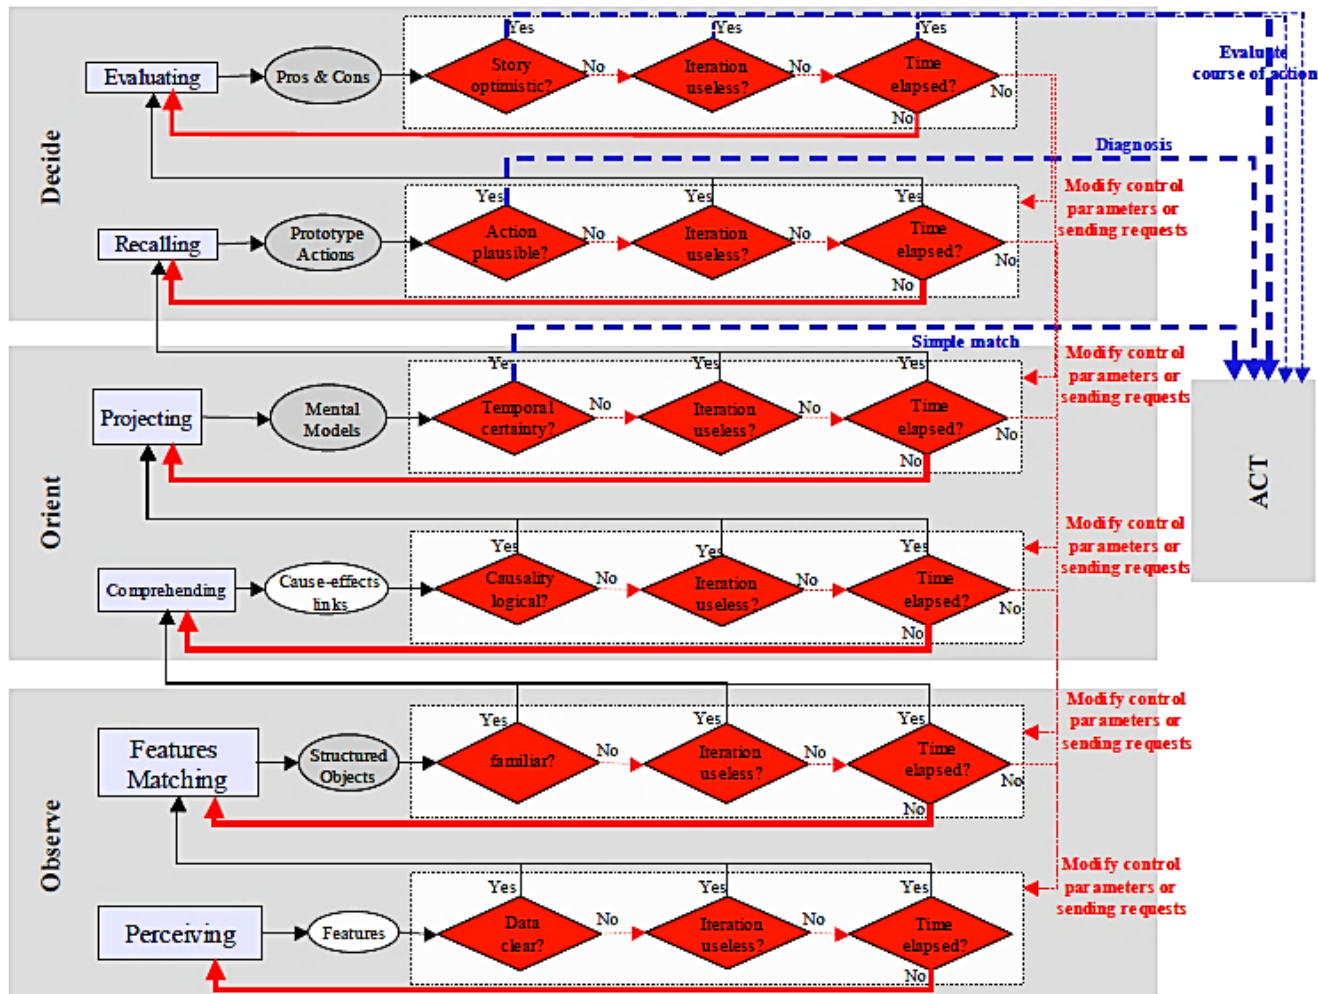 Decide
Evaluating
Pros & Cons
Story
optimistic?
Yes
No
Iteration
useless?
Yes
No
Time
elapsed?
Yes
No
No
Evaluate
course of action
Recalling
Prototype
Actions
Action
plausible?
Yes
No
Iteration
useless?
Yes
No
Time
elapsed?
Yes
No
No
Diagnosis
Modify control
parameters or
sending requests
Orient
Projecting
Mental
Models
Temporal
certainty?
Yes
No
Iteration
useless?
Yes
No
Time
elapsed?
Yes
No
No
Simple match
Modify control
parameters or
sending requests
ACT
Comprehending
Cause-effects
links
Causality
logical?
Yes
No
Iteration
useless?
Yes
No
Time
elapsed?
Yes
No
No
Modify control
parameters or
sending requests
Observe
Features
Matching
Structured
Objects
familiar?
Yes
No
Iteration
useless?
Yes
No
Time
elapsed?
Yes
No
No
Modify control
parameters or
sending requests
Perceiving
Features
Data
clear?
Yes
No
Iteration
useless?
Yes
No
Time
elapsed?
Yes
No
Modify control
parameters or
sending requests